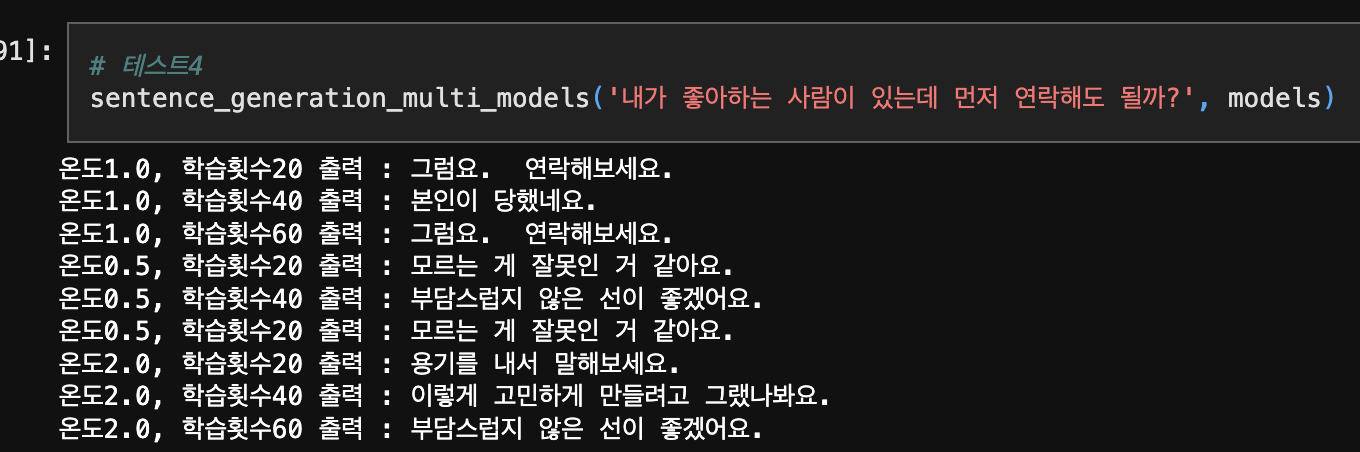 91]:
# 테스트4
sentence_generation_multi_models('내가 좋아하는 사람이 있는데 먼저 연락해도 될까?', models)
온도1.0, 학습횟수20 출력 : 그럼요.  연락해보세요.
온도1.0, 학습횟수40 출력 : 본인이 당했네요.
온도1.0, 학습횟수60 출력 : 그럼요.  연락해보세요.
온도0.5, 학습횟수20 출력 : 모르는 게 잘못인 거 같아요.
온도0.5, 학습횟수40 출력 : 부담스럽지 않은 선이 좋겠어요.
온도0.5, 학습횟수20 출력 : 모르는 게 잘못인 거 같아요.
온도2.0, 학습횟수20 출력 : 용기를 내서 말해보세요.
온도2.0, 학습횟수40 출력 : 이렇게 고민하게 만들려고 그랬나봐요.
온도2.0, 학습횟수60 출력 : 부담스럽지 않은 선이 좋겠어요.